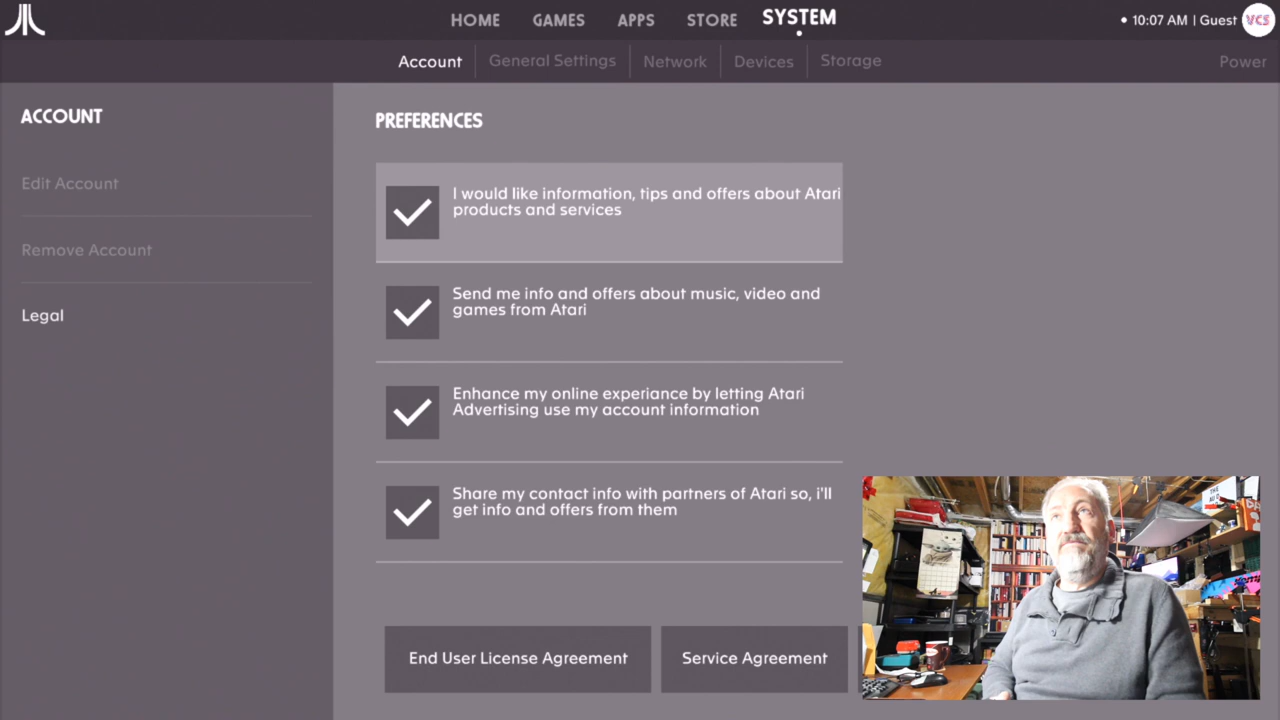 HOME GAMES APPS STORE SYSTEM
10:07 AM | Guest VCS
Account General Settings Network Devices Storage Power
ACCOUNT
Edit Account
Remove Account
Legal
PREFERENCES
I would like information, tips and offers about Atari
products and services
Send me info and offers about music, video and
games from Atari
Enhance my online experiance by letting Atari
Advertising use my account information
Share my contact info with partners of Atari so, i'll
get info and offers from them
End User License Agreement
Service Agreement